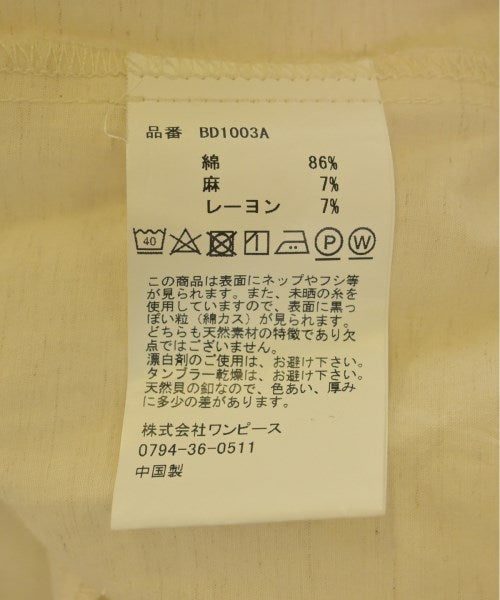 品番 BD1003A
綿 86%
麻 7%
レーヨン 7%
40 P W
この商品は表面にネップやフシ等
が見られます。また、未晒の糸を
使用していますので、表面に黒っ
ぽい粒（綿カス）が見られます。
どちらも天然素材の特徴であり欠
点ではございません。
漂白剤のご使用は、お避け下さい。
タンブラー乾燥は、お避け下さい。
天然貝の釦なので、色あい、厚み
に多少の差があります。
株式会社ワンピース
0794-36-0511
中国製